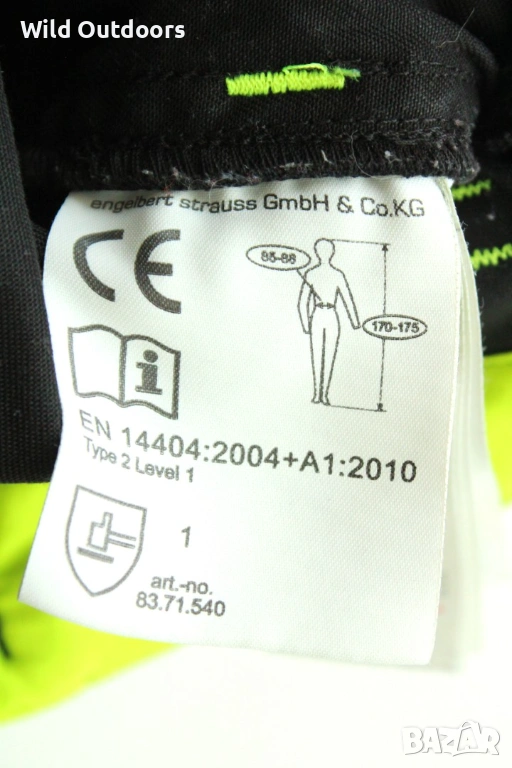 Wild Outdoors
engelbert strauss GmbH & Co.KG
CE
85-88
170-175
i
EN 14404:2004+A1:2010
Type 2 Level 1
1
art.-no.
83.71.540
BAZAR